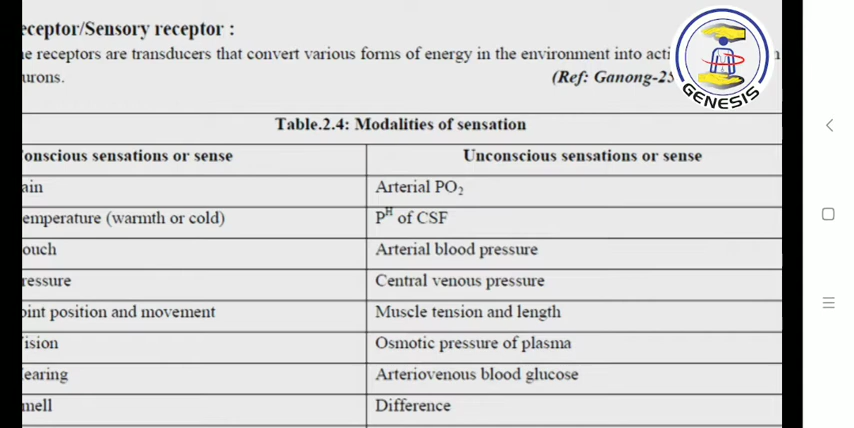 eceptor/Sensory receptor :
e receptors are transducers that convert various forms of energy in the environment into acti
urons. (Ref: Ganong-25
GENESIS
Table.2.4: Modalities of sensation
onscious sensations or sense Unconscious sensations or sense
ain Arterial PO₂
emperature (warmth or cold) Pᴴ of CSF
ouch Arterial blood pressure
ressure Central venous pressure
oint position and movement Muscle tension and length
ision Osmotic pressure of plasma
earing Arteriovenous blood glucose
mell Difference